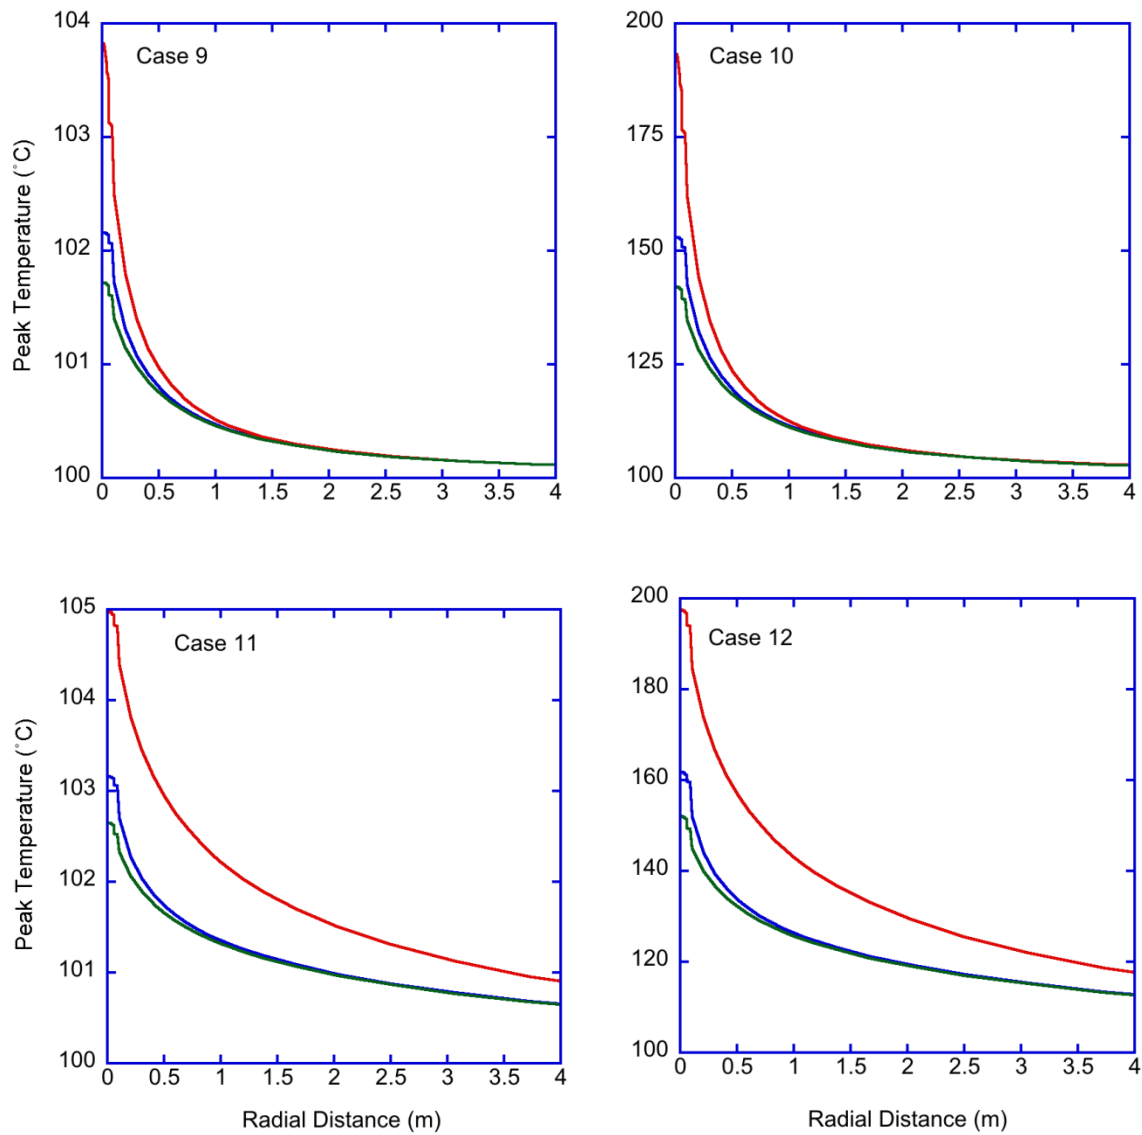 104
103
102
101
100
Peak Temperature (˚C)
Case 9
0 0.5 1 1.5 2 2.5 3 3.5 4
200
175
150
125
100
Case 10
0 0.5 1 1.5 2 2.5 3 3.5 4
105
104
103
102
101
100
Peak Temperature (˚C)
Case 11
0 0.5 1 1.5 2 2.5 3 3.5 4
Radial Distance (m)
200
180
160
140
120
100
Case 12
0 0.5 1 1.5 2 2.5 3 3.5 4
Radial Distance (m)